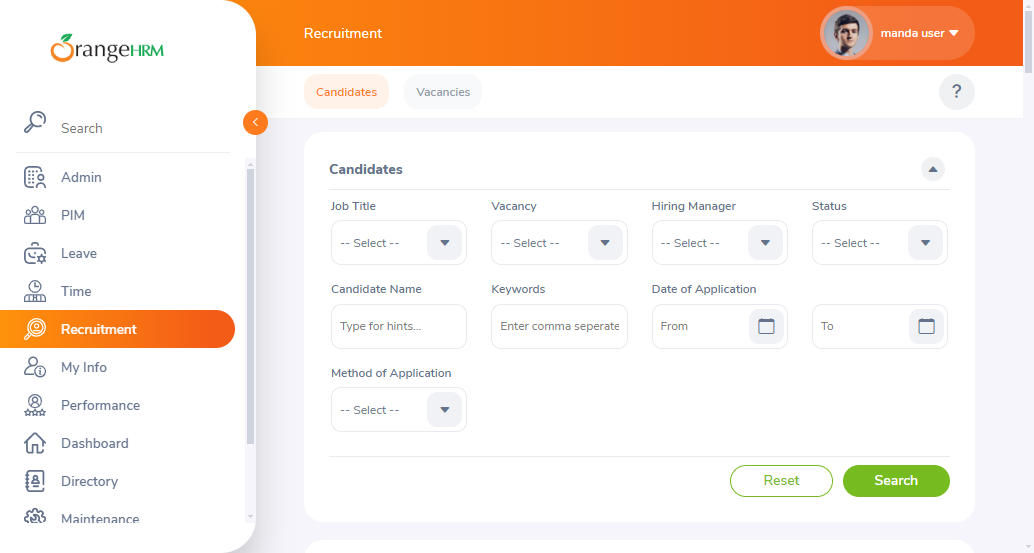 OrangeHRM
Recruitment
manda user
Candidates
Vacancies
?
Search
Admin
PIM
Leave
Time
Recruitment
My Info
Performance
Dashboard
Directory
Maintenance
Candidates
Job Title
Vacancy
Hiring Manager
Status
-- Select --
-- Select --
-- Select --
-- Select --
Candidate Name
Keywords
Date of Application
Type for hints...
Enter comma seperate
From
To
Method of Application
-- Select --
Reset
Search